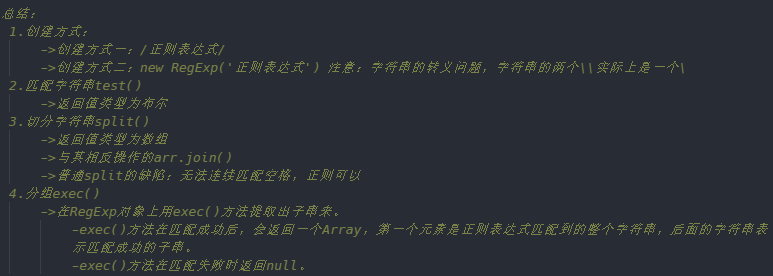 总结：
1.创建方式：
->创建方式一：/正则表达式/
->创建方式二：new RegExp('正则表达式') 注意：字符串的转义问题，字符串的两个\\实际上是一个\
2.匹配字符串test()
->返回值类型为布尔
3.切分字符串split()
->返回值类型为数组
->与其相反操作的arr.join()
->普通split的缺陷：无法连续匹配空格，正则可以
4.分组exec()
->在RegExp对象上用exec()方法提取出子串来。
-exec()方法在匹配成功后，会返回一个Array，第一个元素是正则表达式匹配到的整个字符串，后面的字符串表
示匹配成功的子串。
-exec()方法在匹配失败时返回null。